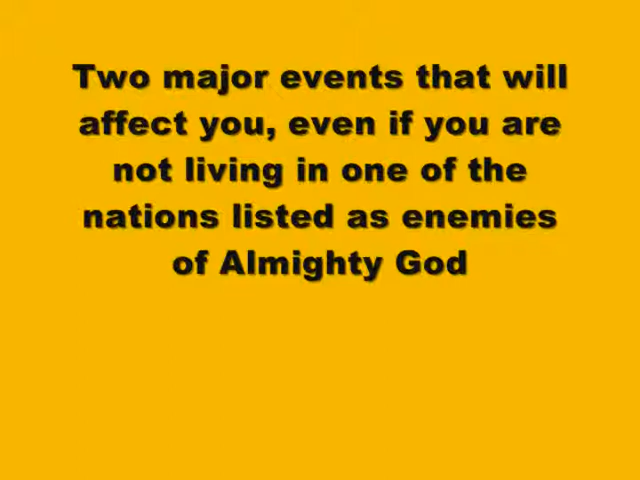 Two major events that will
affect you, even if you are
not living in one of the
nations listed as enemies
of Almighty God